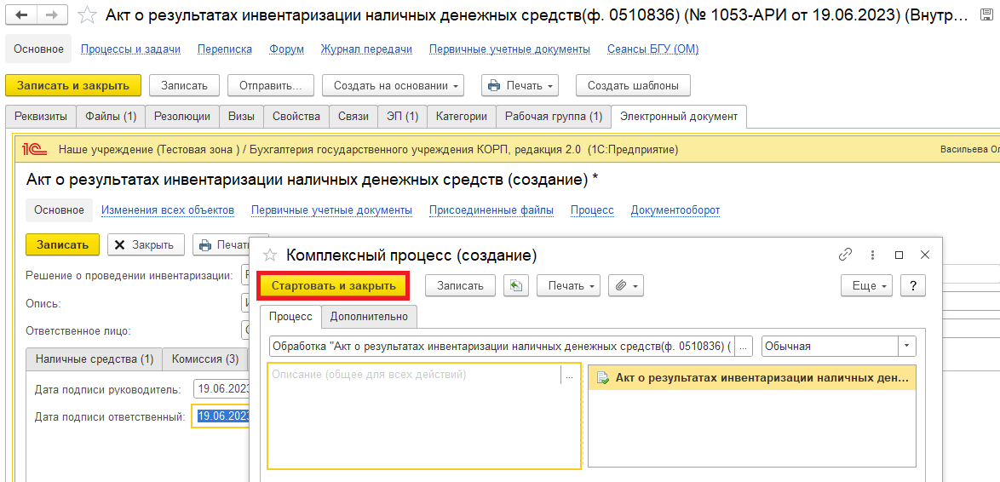 Акт о результатах инвентаризации наличных денежных средств(ф. 0510836) (№ 1053-АРИ от 19.06.2023) (Внутр...
Основное Процессы и задачи Переписка Форум Журнал передачи Первичные учетные документы Сеансы БГУ (ОМ)
Записать и закрыть Записать Отправить... Создать на основании Печать Создать шаблоны
Реквизиты Файлы (1) Резолюции Визы Свойства Связи ЭП (1) Категории Рабочая группа (1) Электронный документ
1С Наше учреждение (Тестовая зона ) / Бухгалтерия государственного учреждения КОРП, редакция 2.0 (1С:Предприятие) Васильева Ол
Акт о результатах инвентаризации наличных денежных средств (создание) *
Основное Изменения всех объектов Первичные учетные документы Присоединенные файлы Процесс Документооборот
Записать Закрыть Печать
Комплексный процесс (создание)
Решение о проведении инвентаризации:
Стартовать и закрыть Записать Печать Еще ?
Опись:
Процесс Дополнительно
Ответственное лицо:
Обработка "Акт о результатах инвентаризации наличных денежных средств(ф. 0510836) ( ... Обычная
Наличные средства (1) Комиссия (3)
Описание (общее для всех действий) ...
Акт о результатах инвентаризации наличных ден...
Дата подписи руководитель: 19.06.2023
Дата подписи ответственный: 19.06.2023